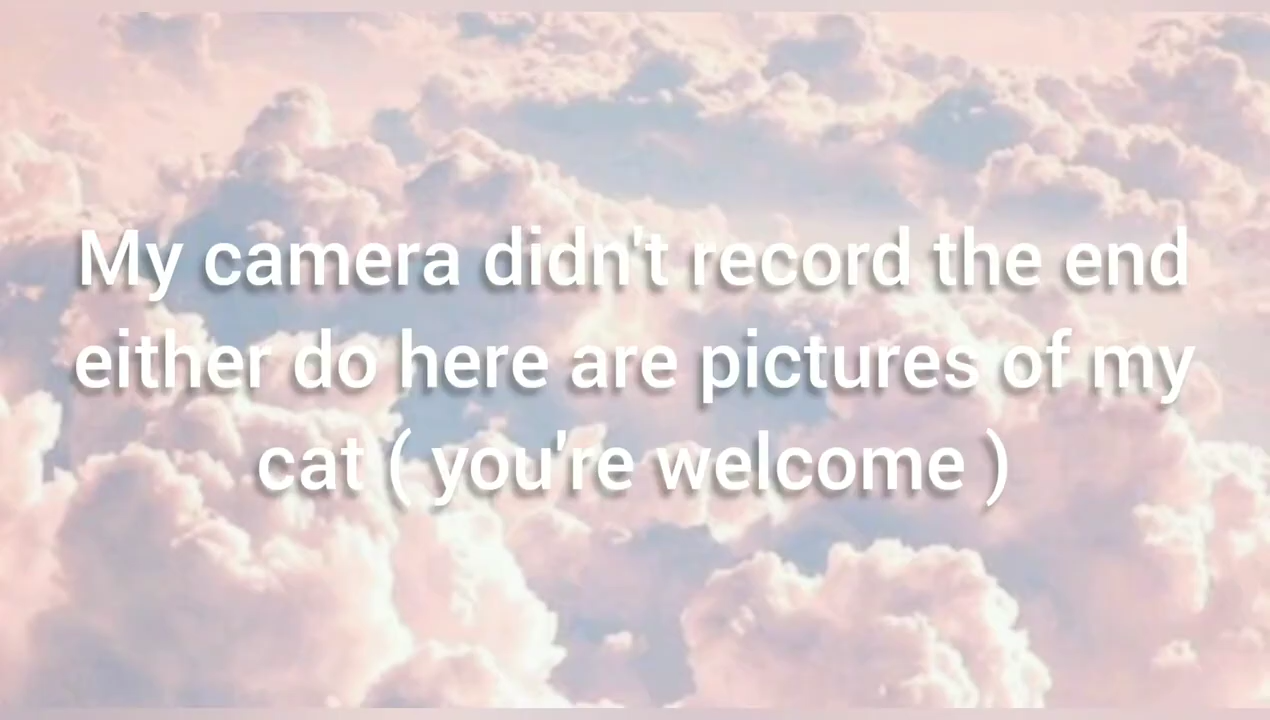 My camera didn't record the end
either do here are pictures of my
cat ( you're welcome )